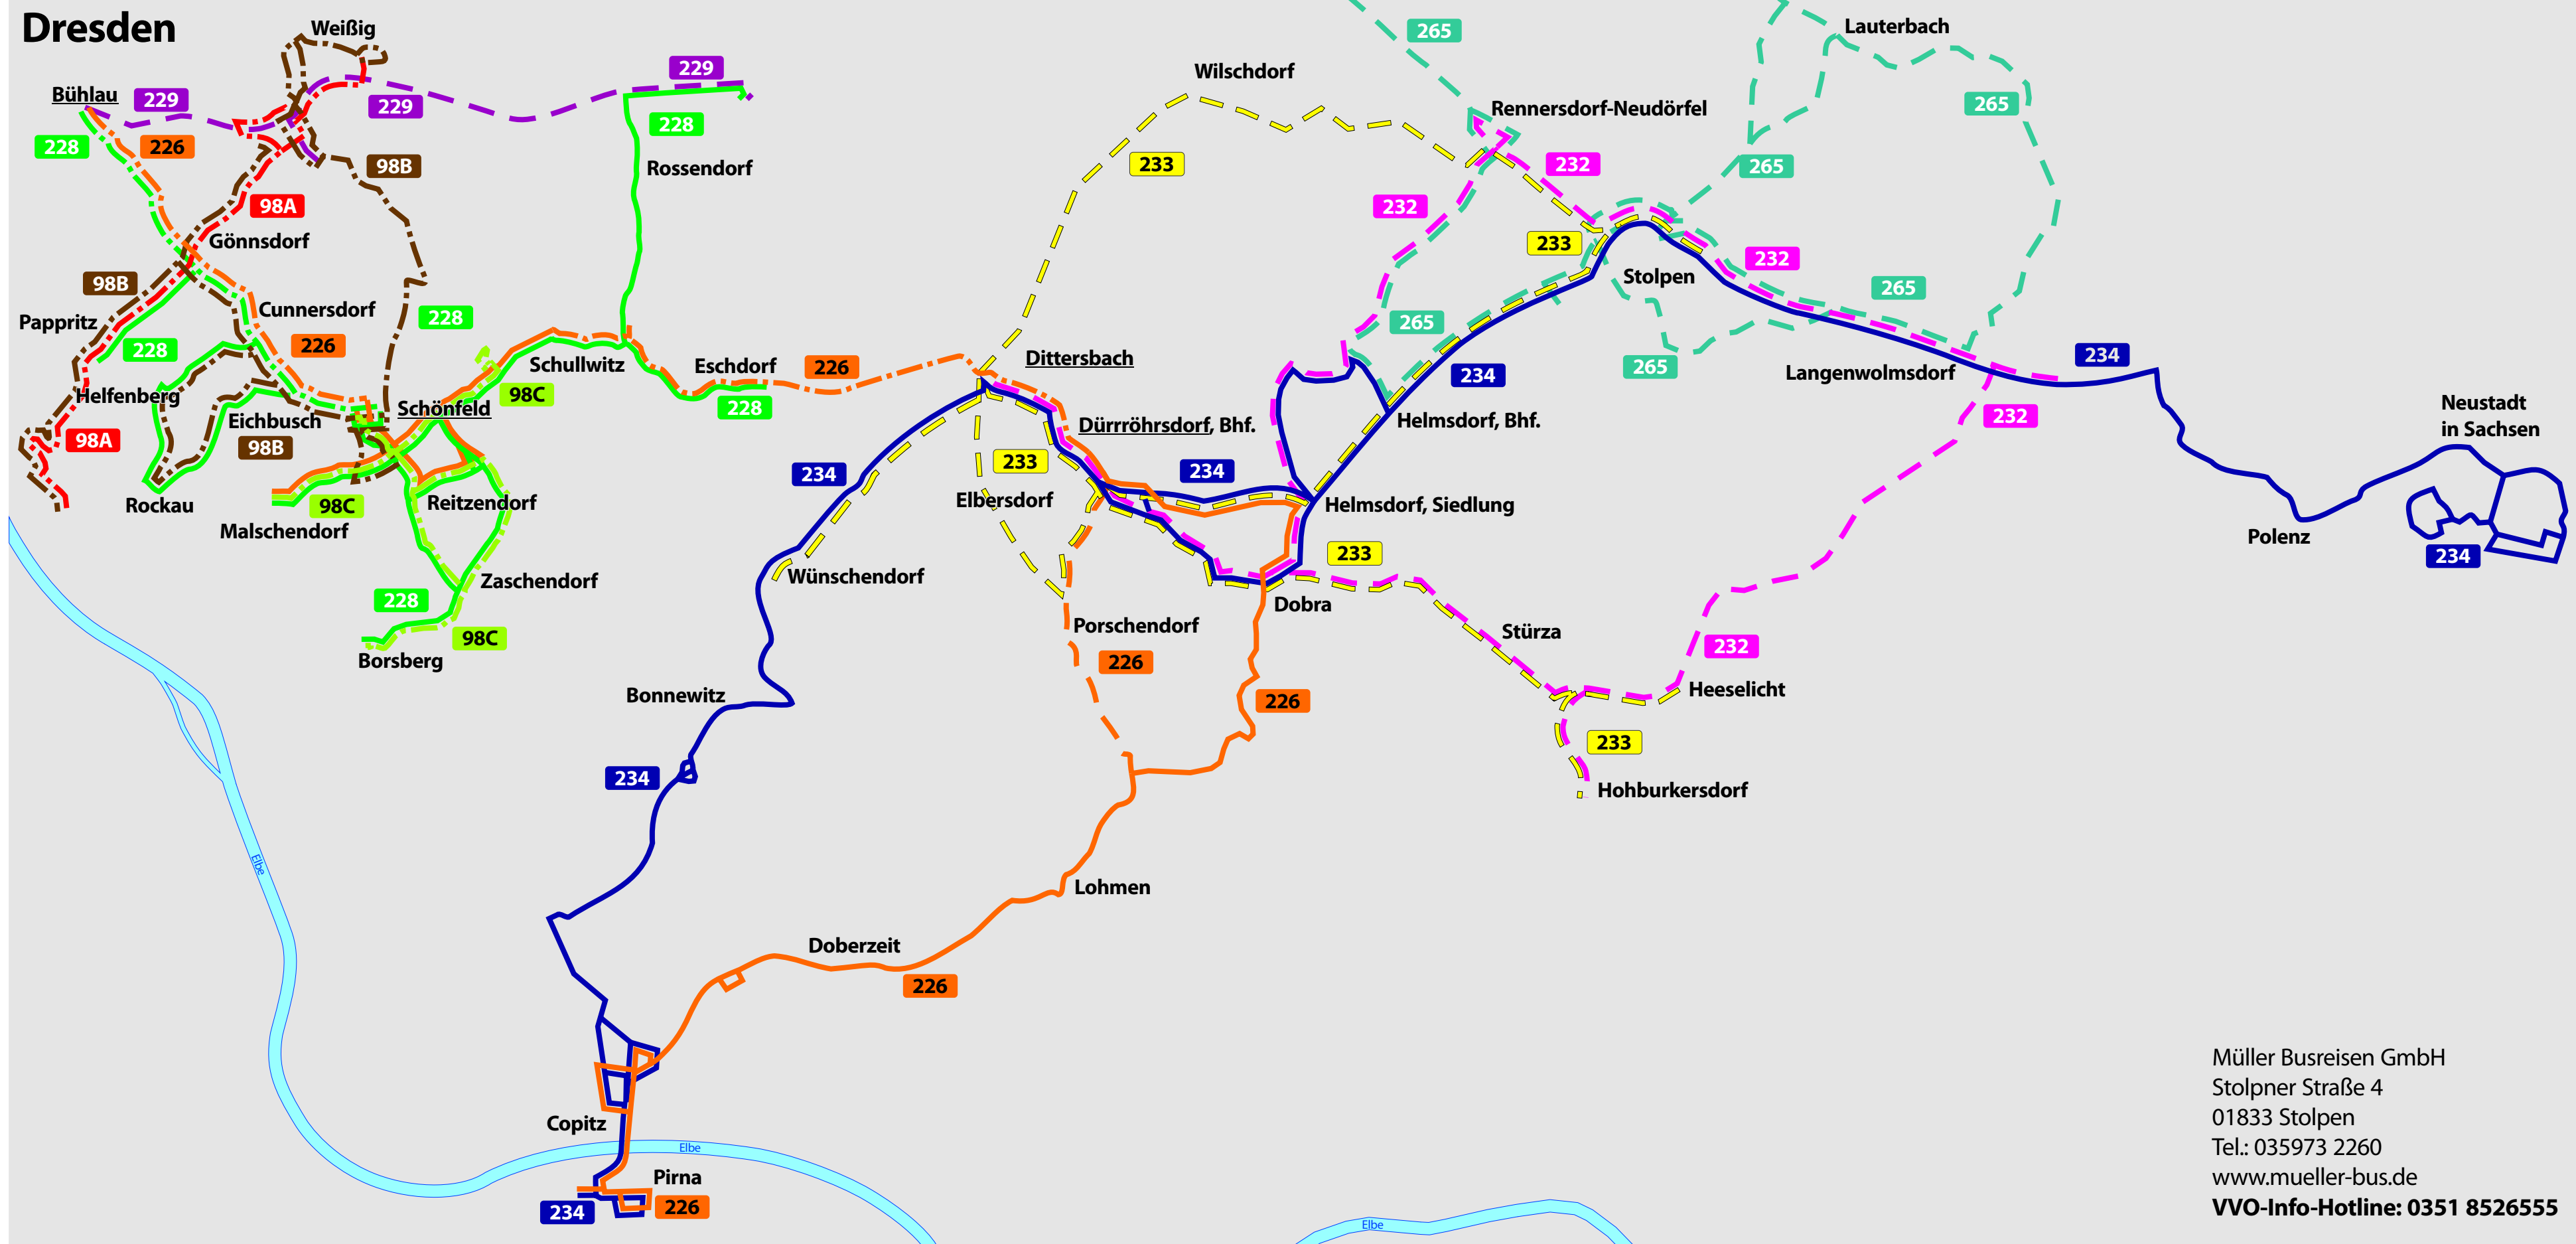 Dresden
Weißig
265
Lauterbach
229
Wilschdorf
Bühlau
229
229
265
Rennersdorf-Neudörfel
228
228
226
98B
Rossendorf
233
232
265
98A
232
Gönnsdorf
233
Stolpen
232
98B
265
Cunnersdorf
Pappritz
228
265
228
226
Schullwitz
Eschdorf
226
Dittersbach
234
265
Langenwolmsdorf
234
Helfenberg
98C
228
Schönfeld
Eichbusch
Dürrröhrsdorf, Bhf.
Helmsdorf, Bhf.
232
Neustadt
in Sachsen
98A
98B
234
233
234
Rockau
98C
Malschendorf
Reitzendorf
Elbersdorf
Helmsdorf, Siedlung
Polenz
234
233
Wünschendorf
Zaschendorf
228
Dobra
98C
Borsberg
Porschendorf
226
Stürza
232
Bonnewitz
226
Heeselicht
233
234
Hohburkersdorf
Elbe
Lohmen
Doberzeit
226
Copitz
Elbe
Pirna
234
226
Elbe
Müller Busreisen GmbH
Stolpner Straße 4
01833 Stolpen
Tel.: 035973 2260
www.mueller-bus.de
VVO-Info-Hotline: 0351 8526555